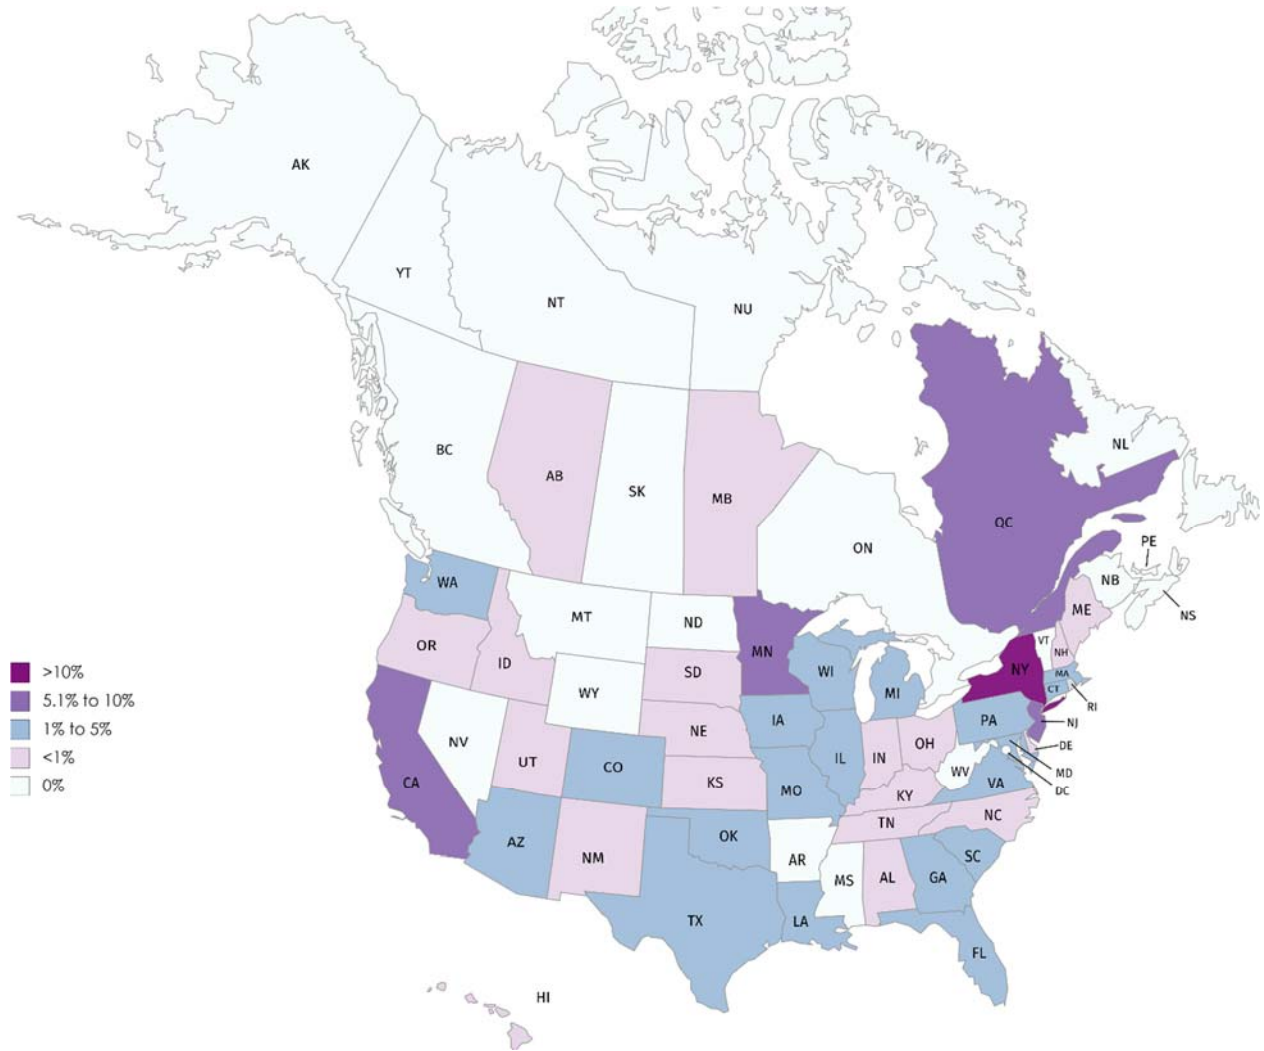 AK
YT
NT
NU
BC
AB
SK
MB
ON
QC
NL
PE
NB
NS
WA
MT
ND
MN
OR
ID
SD
WI
MI
NY
VT
NH
ME
MA
CT
RI
WY
IA
PA
NJ
NV
UT
NE
IL
IN
OH
DE
MD
DC
CA
CO
KS
MO
KY
WV
VA
AZ
NM
OK
TN
NC
AR
SC
TX
LA
MS
AL
GA
FL
HI
>10%
5.1% to 10%
1% to 5%
<1%
0%